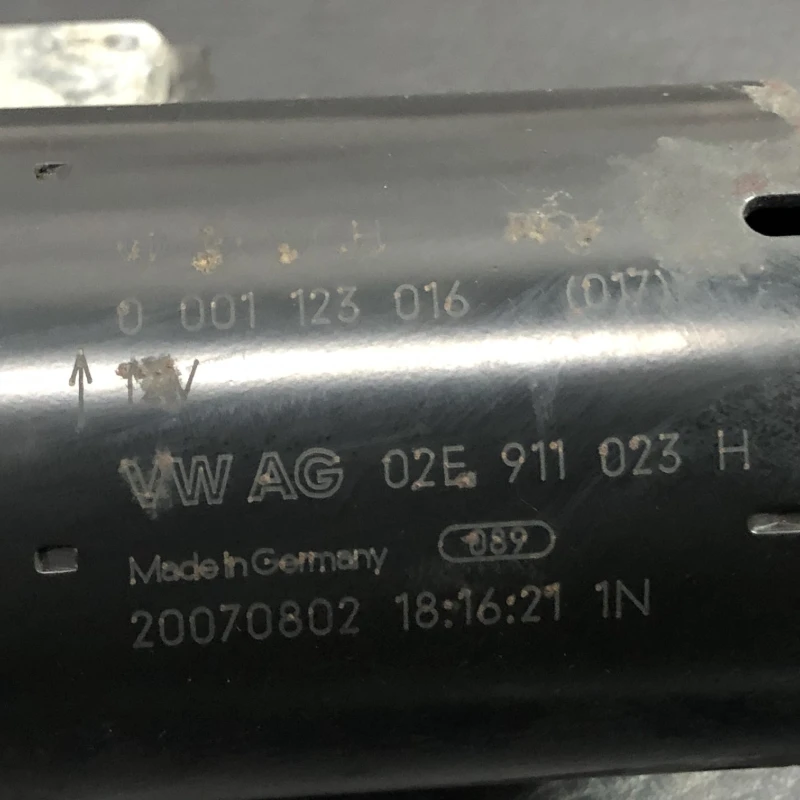 0 001 123 016 (017)
VW AG 02E 911 023 H
Made in Germany 089
20070802 18:16:21 1N